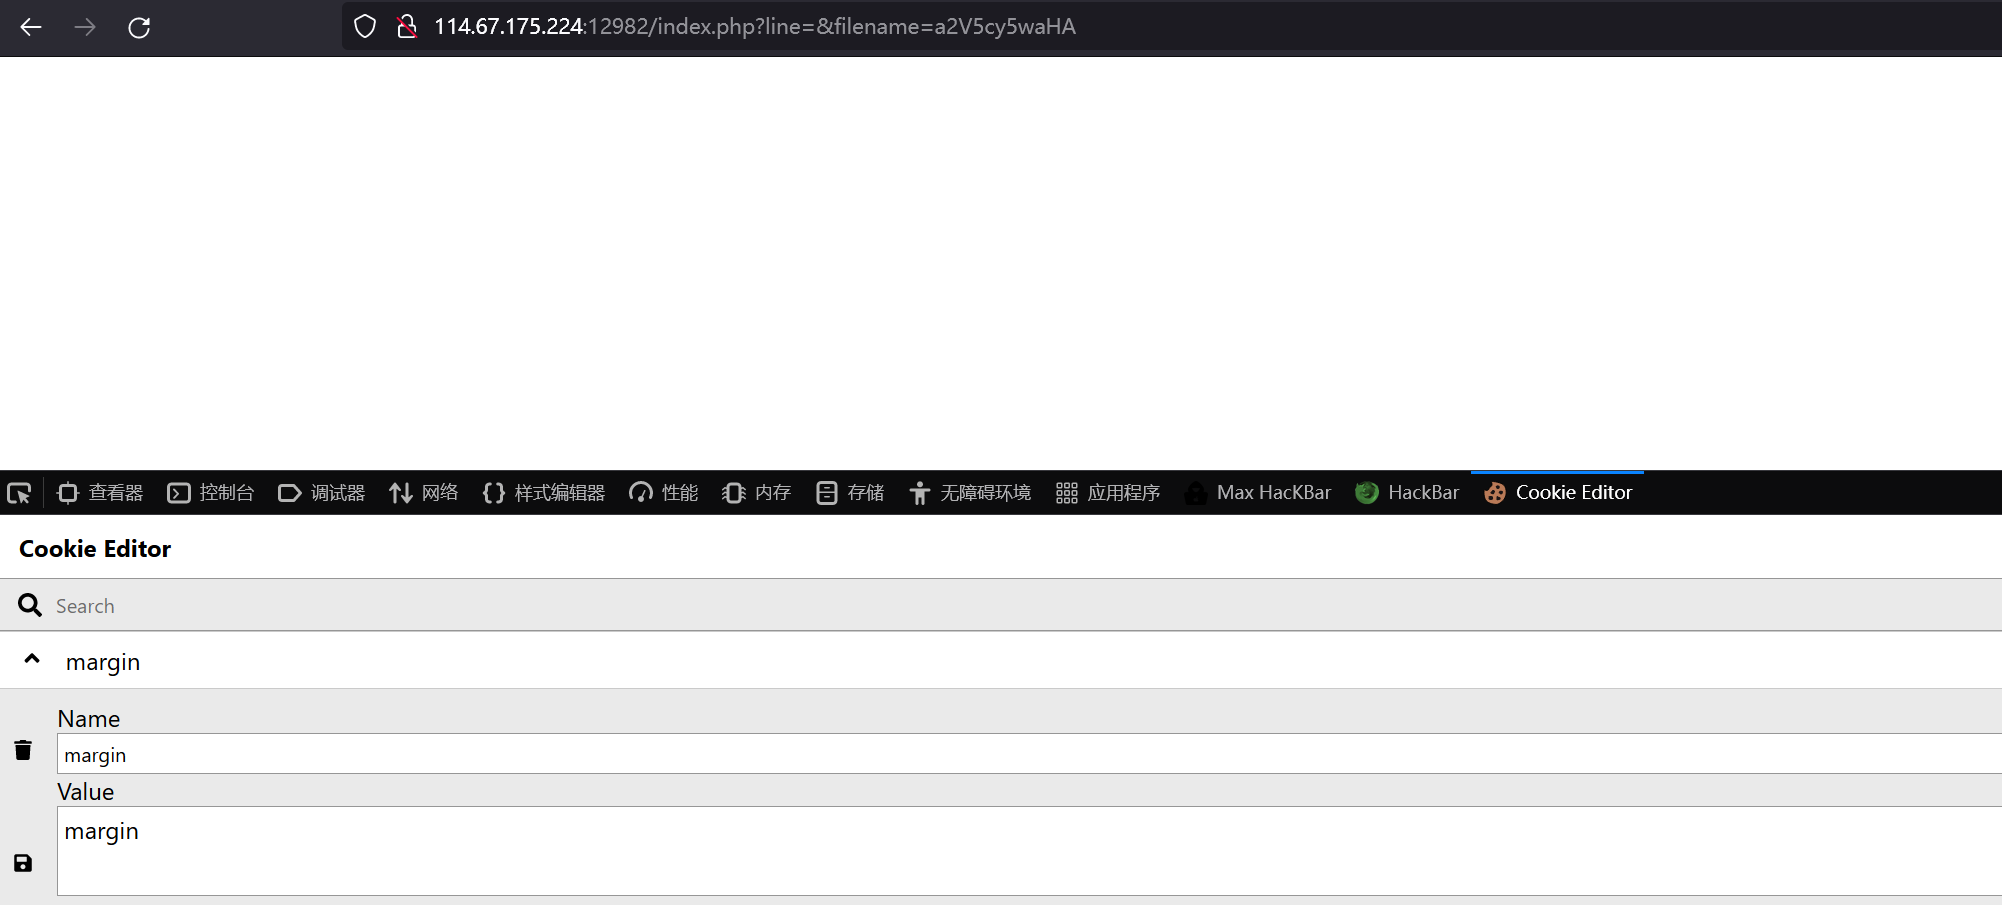 114.67.175.224:12982/index.php?line=&filename=a2V5cy5waHA
查看器 控制台 调试器 网络 样式编辑器 性能 内存 存储 无障碍环境 应用程序 Max HacKBar HackBar Cookie Editor
Cookie Editor
Search
margin
Name
margin
Value
margin